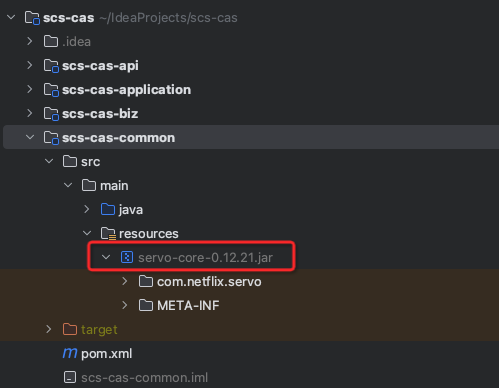 scs-cas ~/IdeaProjects/scs-cas
.idea
scs-cas-api
scs-cas-application
scs-cas-biz
scs-cas-common
src
main
java
resources
servo-core-0.12.21.jar
com.netflix.servo
META-INF
target
pom.xml
scs-cas-common.iml